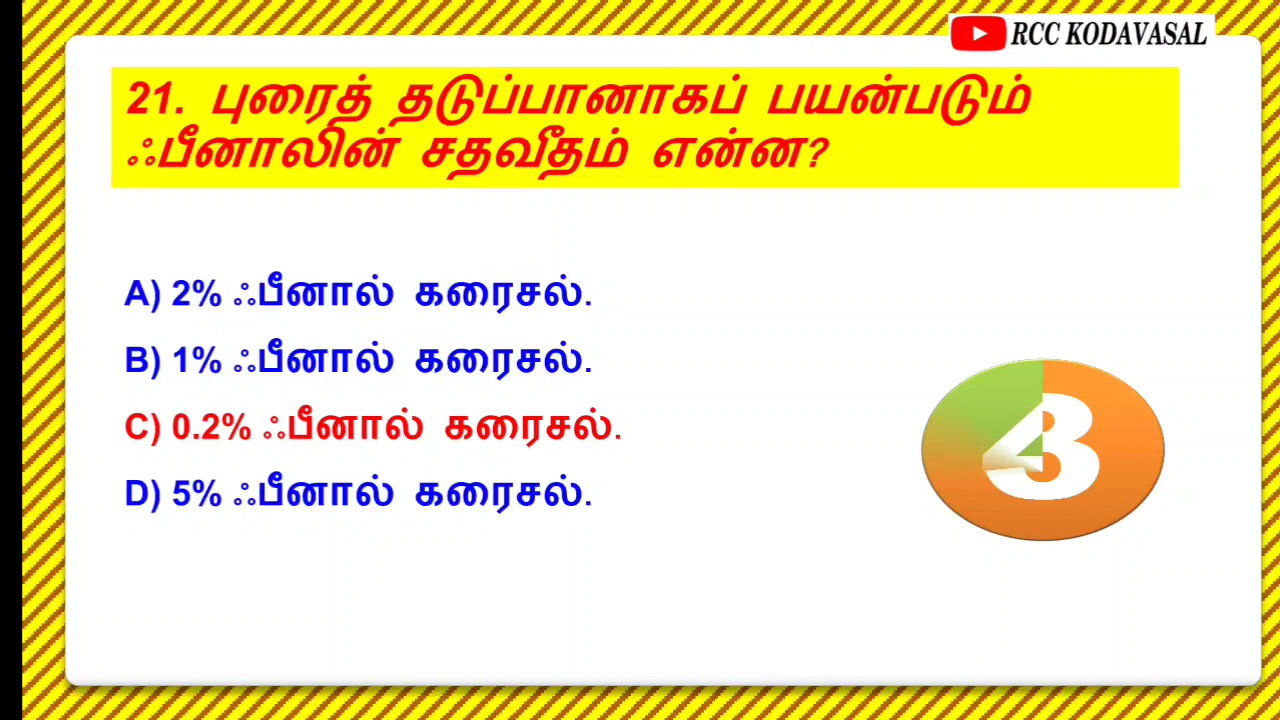 RCC KODAVASAL
21. புரைத் தடுப்பானாகப் பயன்படும்
ஃபீனாலின் சதவீதம் என்ன?
A) 2% ஃபீனால் கரைசல்.
B) 1% ஃபீனால் கரைசல்.
C) 0.2% ஃபீனால் கரைசல்.
D) 5% ஃபீனால் கரைசல்.